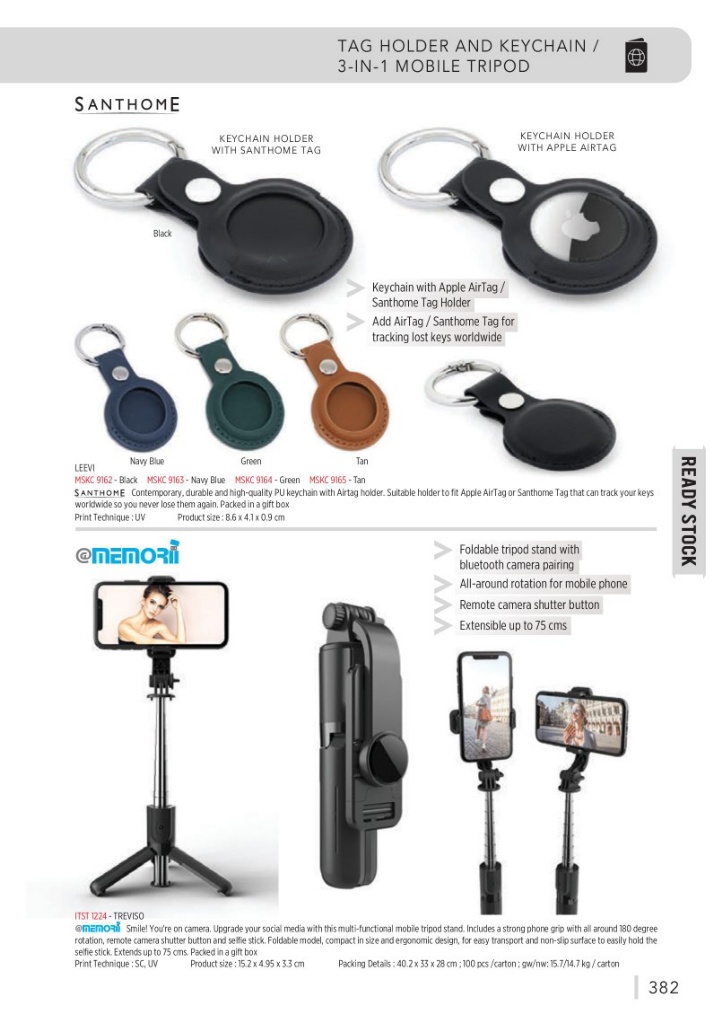 TAG HOLDER AND KEYCHAIN /
3-IN-1 MOBILE TRIPOD
SANTHOME
KEYCHAIN HOLDER
WITH SANTHOME TAG
KEYCHAIN HOLDER
WITH APPLE AIRTAG
Black
Keychain with Apple AirTag /
Santhome Tag Holder
Add AirTag / Santhome Tag for
tracking lost keys worldwide
Navy Blue
Green
Tan
LEEVI
MSKC 9162 - Black MSKC 9163 - Navy Blue MSKC 9164 - Green MSKC 9165 - Tan
SANTHOME Contemporary, durable and high-quality PU keychain with Airtag holder. Suitable holder to fit Apple AirTag or Santhome Tag that can track your keys
worldwide so you never lose them again. Packed in a gift box
Print Technique : UV Product size : 8.6 x 4.1 x 0.9 cm
READY STOCK
@MEMORII
Foldable tripod stand with
bluetooth camera pairing
All-around rotation for mobile phone
Remote camera shutter button
Extensible up to 75 cms
ITST 1224 - TREVISO
@MEMORII Smile! You're on camera. Upgrade your social media with this multi-functional mobile tripod stand. Includes a strong phone grip with all around 180 degree
rotation, remote camera shutter button and selfie stick. Foldable model, compact in size and ergonomic design, for easy transport and non-slip surface to easily hold the
selfie stick. Extends up to 75 cms. Packed in a gift box
Print Technique : SC, UV Product size : 15.2 x 4.95 x 3.3 cm Packing Details : 40.2 x 33 x 28 cm ; 100 pcs /carton ; gw/nw: 15.7/14.7 kg / carton
382